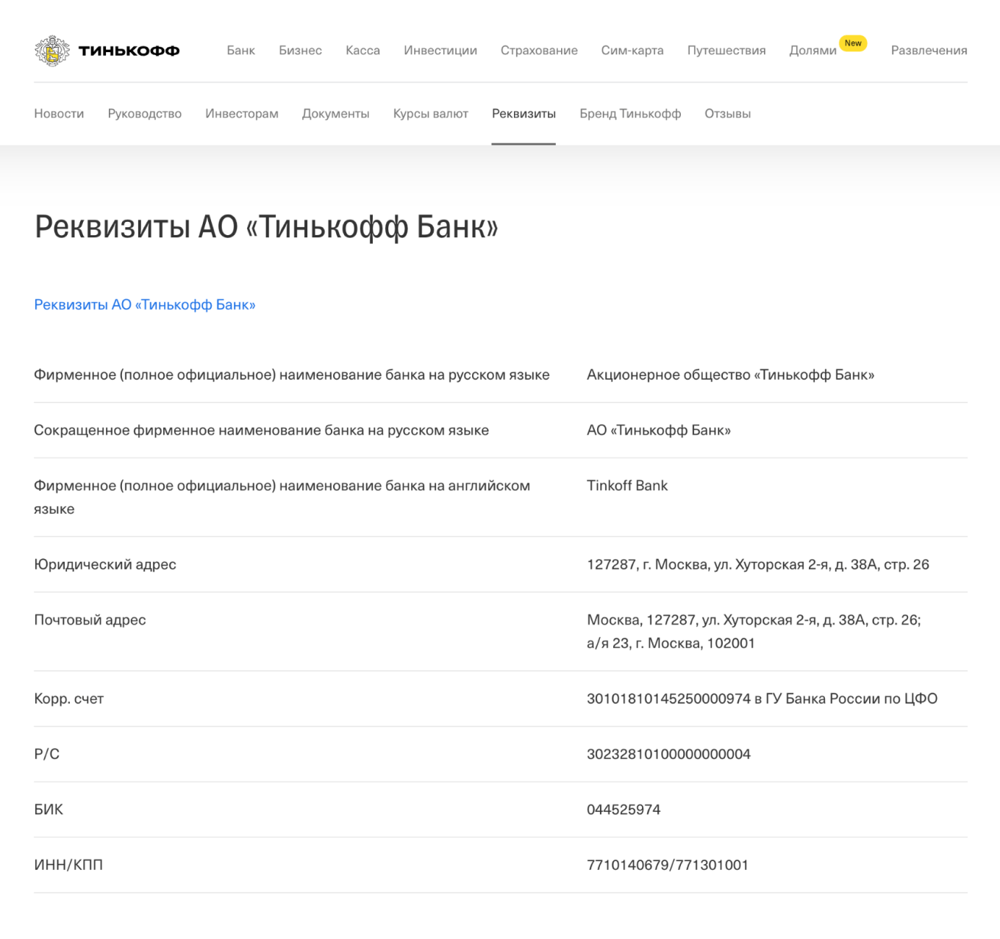 ТИНЬКОФФ Банк Бизнес Касса Инвестиции Страхование Сим-карта Путешествия Долями New Развлечения
Новости Руководство Инвесторам Документы Курсы валют Реквизиты Бренд Тинькофф Отзывы
Реквизиты АО «Тинькофф Банк»
Реквизиты АО «Тинькофф Банк»
Фирменное (полное официальное) наименование банка на русском языке Акционерное общество «Тинькофф Банк»
Сокращенное фирменное наименование банка на русском языке АО «Тинькофф Банк»
Фирменное (полное официальное) наименование банка на английском Tinkoff Bank
языке
Юридический адрес 127287, г. Москва, ул. Хуторская 2-я, д. 38А, стр. 26
Почтовый адрес Москва, 127287, ул. Хуторская 2-я, д. 38А, стр. 26;
а/я 23, г. Москва, 102001
Корр. счет 30101810145250000974 в ГУ Банка России по ЦФО
Р/С 30232810100000000004
БИК 044525974
ИНН/КПП 7710140679/771301001